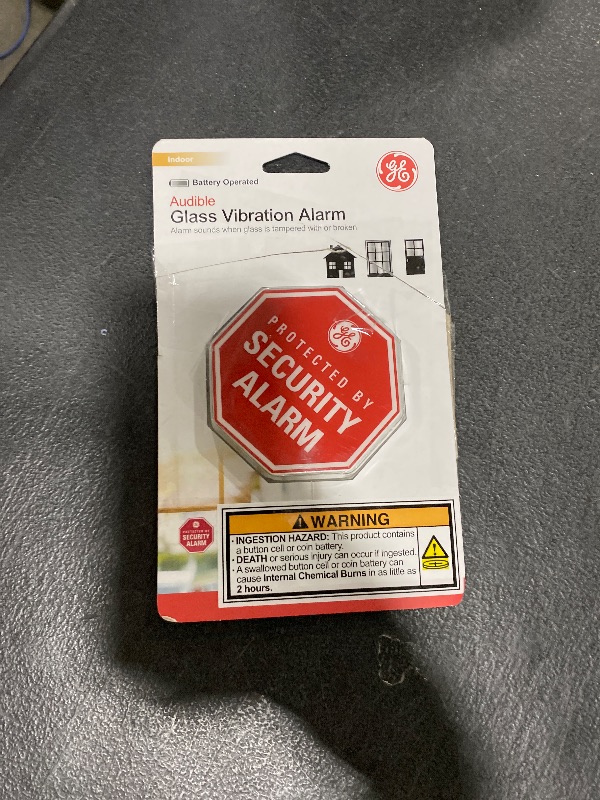 Indoor
Battery Operated
GE
Audible
Glass Vibration Alarm
Alarm sounds when glass is tampered with or broken.
GE
PROTECTED BY
SECURITY
ALARM
PROTECTED BY
SECURITY
ALARM
WARNING
· INGESTION HAZARD: This product contains
a button cell or coin battery.
· DEATH or serious injury can occur if ingested.
· A swallowed button cell or coin battery can
cause Internal Chemical Burns in as little as
2 hours.